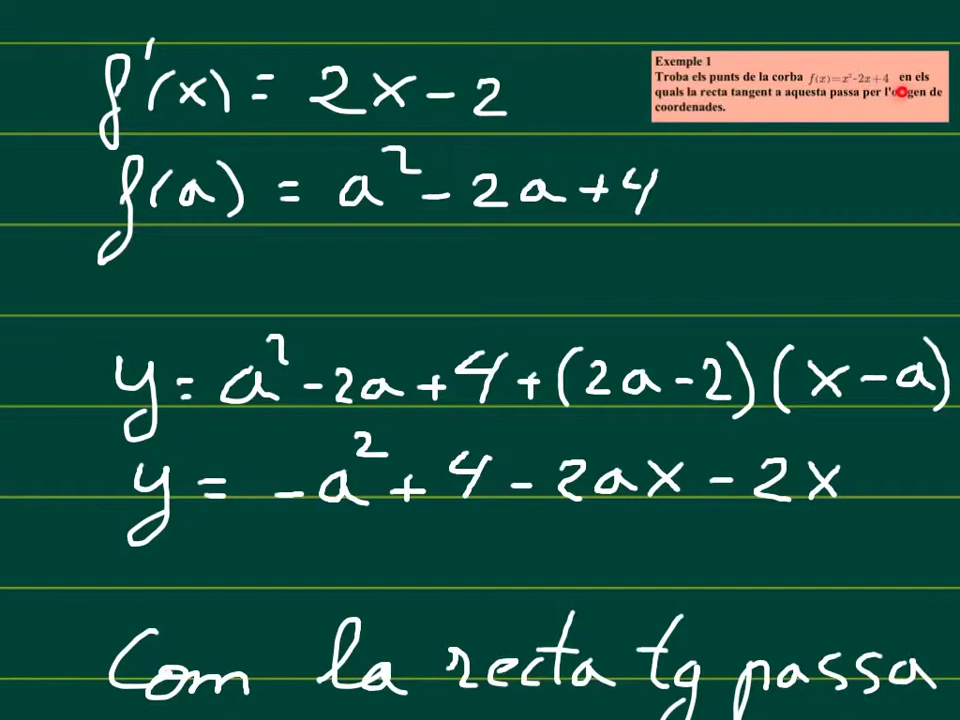 f'(x) = 2x - 2
Exemple 1
Troba els punts de la corba f(x)=x²-2x+4 en els
quals la recta tangent a aquesta passa per l'origen de
coordenades.
f(a) = a² - 2a + 4
y = a² - 2a + 4 + (2a - 2)(x - a)
y = -a² + 4 - 2ax - 2x
Com la recta tg passa